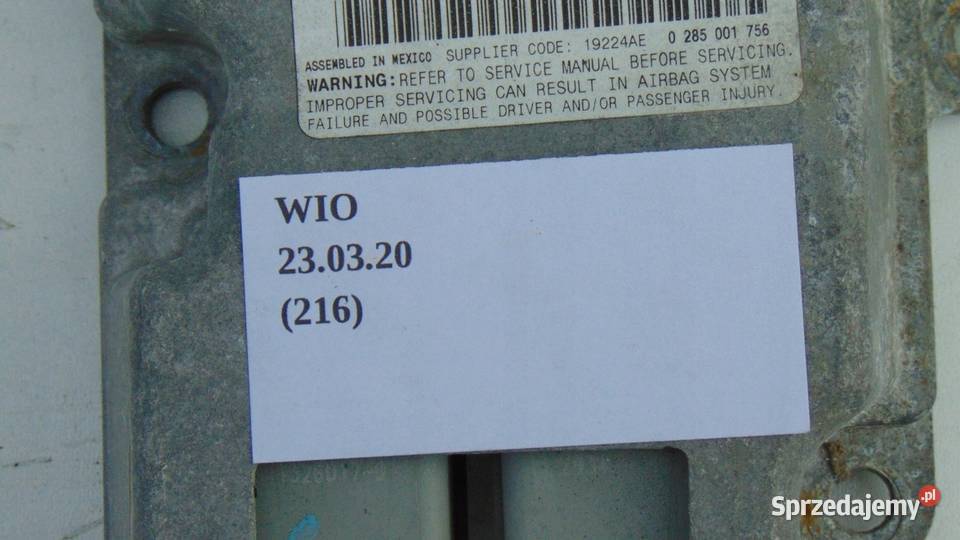 ASSEMBLED IN MEXICO SUPPLIER CODE: 19224AE 0 285 001 756
WARNING: REFER TO SERVICE MANUAL BEFORE SERVICING.
IMPROPER SERVICING CAN RESULT IN AIRBAG SYSTEM
FAILURE AND POSSIBLE DRIVER AND/OR PASSENGER INJURY.
WIO
23.03.20
(216)
Sprzedajemy.pl